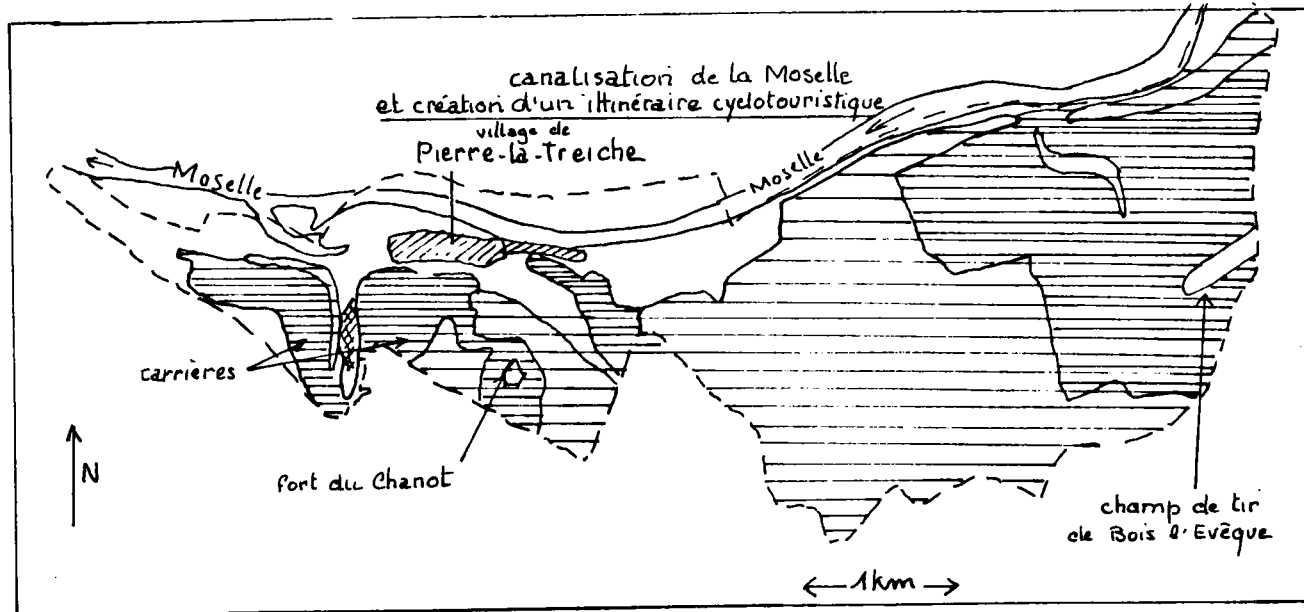 canalisation de la Moselle
et création d'un ittinéraire cyclotouristique
village de
Pierre-la-Treiche
Moselle
Moselle
carrières
N
Fort du Chanot
champ de tir
de Bois l'Evêque
1km